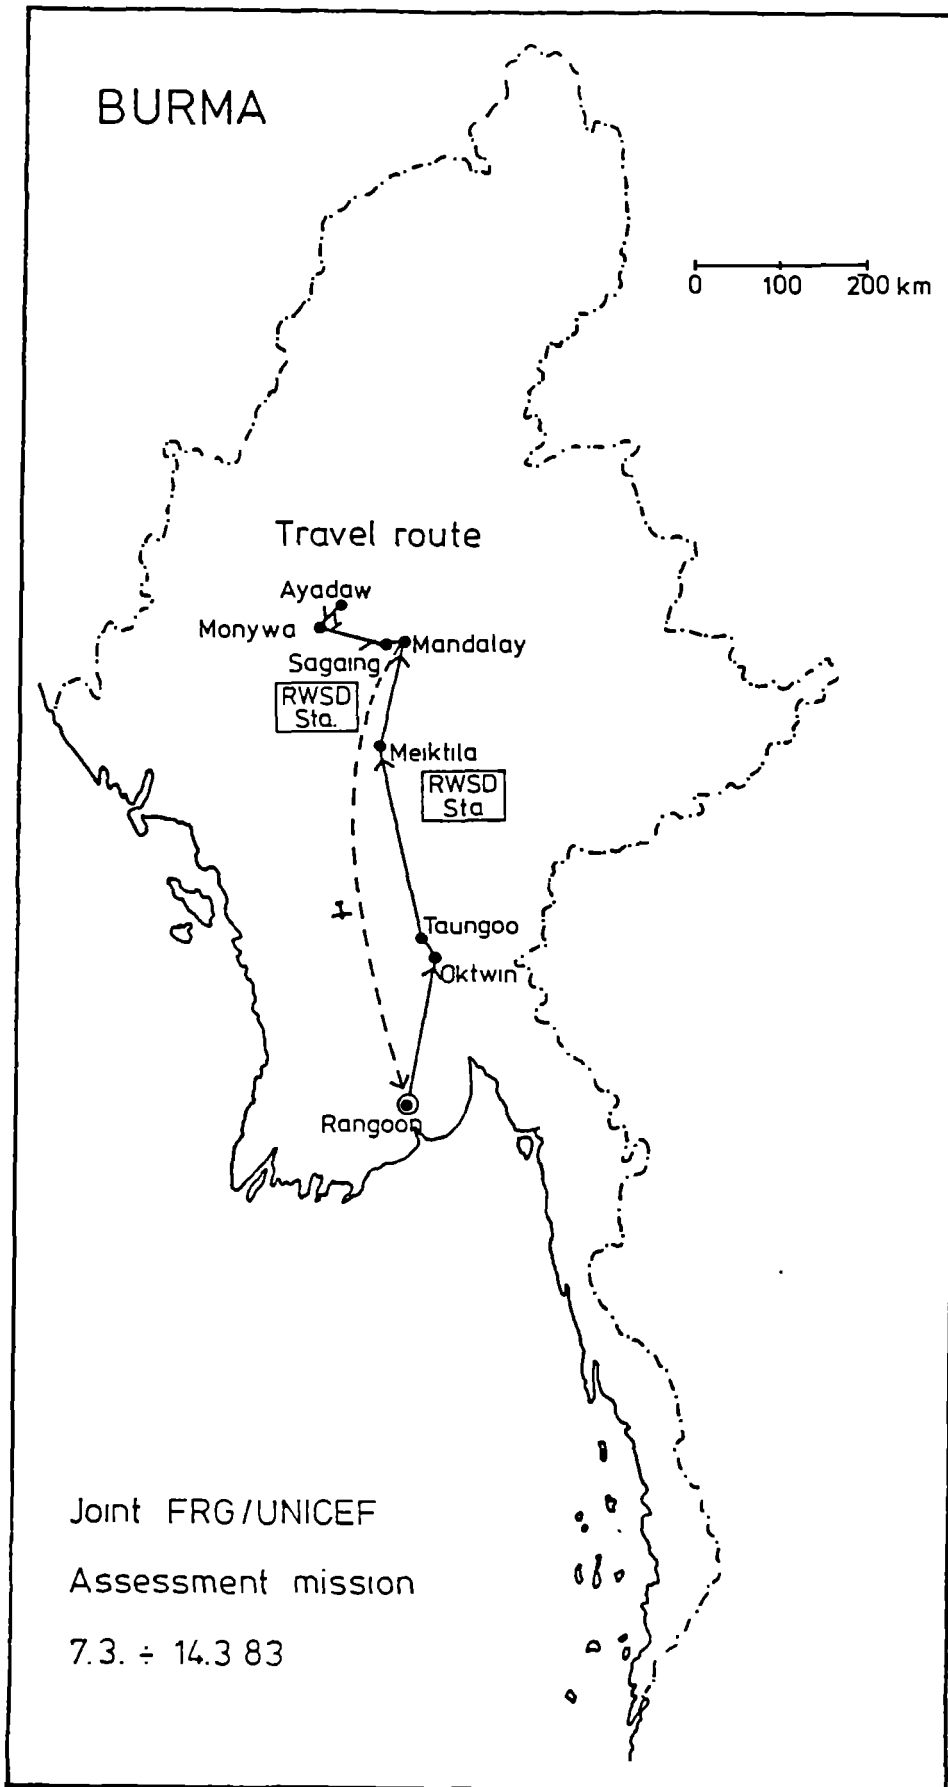 BURMA
0 100 200 km
Travel route
Ayadaw
Monywa
Mandalay
Sagaing
RWSD
Sta.
Meiktila
RWSD
Sta
Taungoo
Oktwin
Rangoon
Joint FRG/UNICEF
Assessment mission
7.3. ÷ 14.3 83